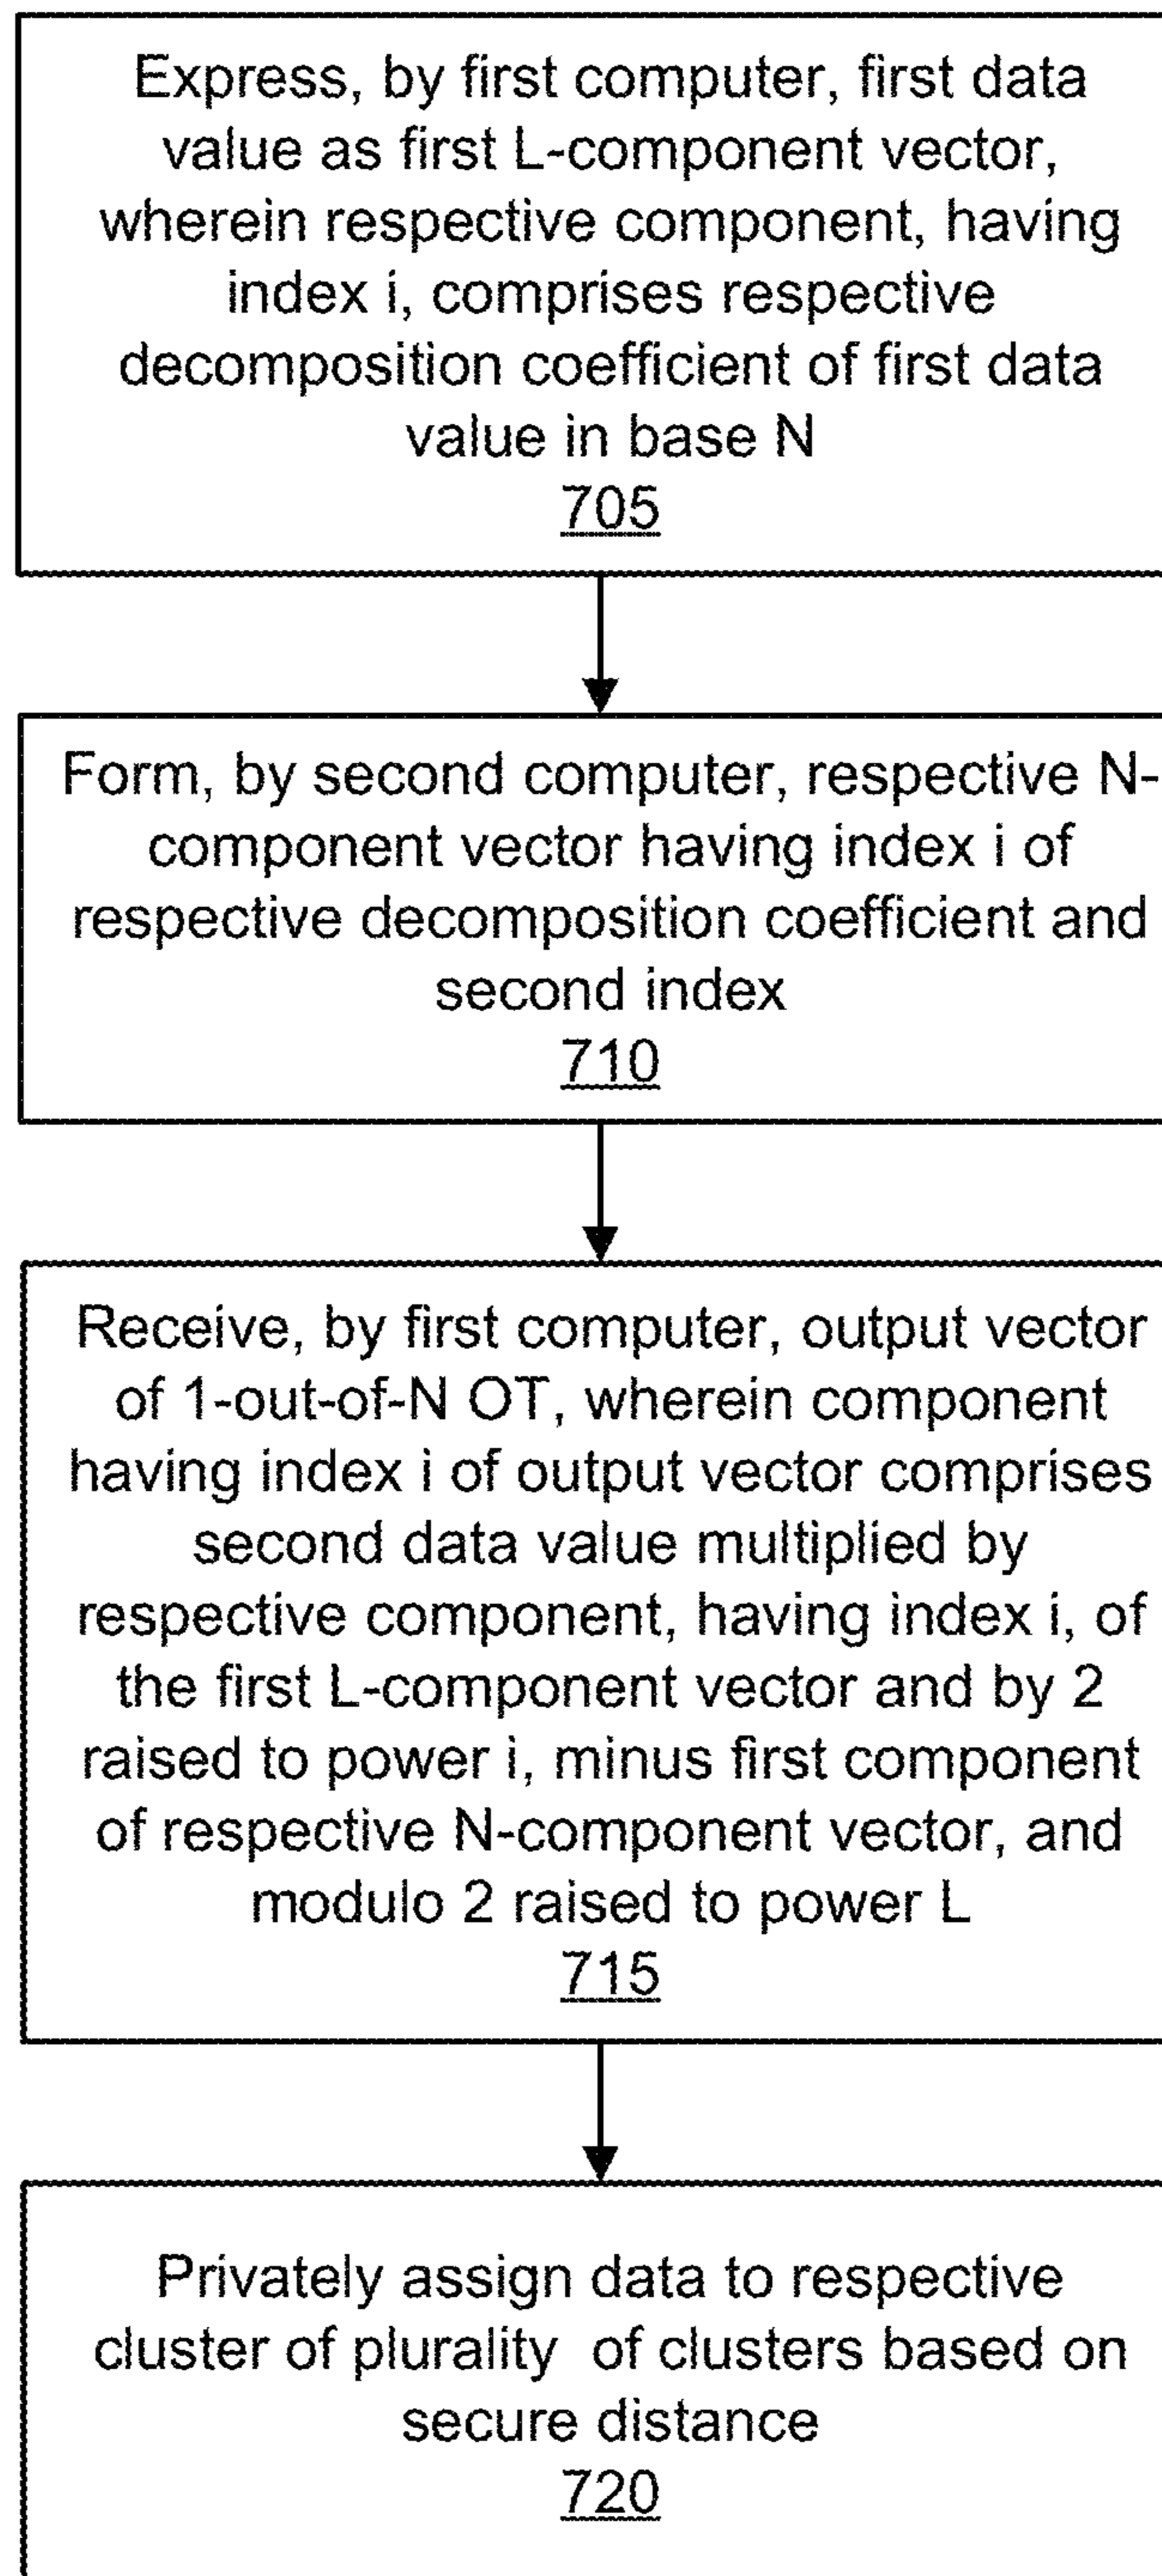 Express, by first computer, first data
value as first L-component vector,
wherein respective component, having
index i, comprises respective
decomposition coefficient of first data
value in base N
705
Form, by second computer, respective N-
component vector having index i of
respective decomposition coefficient and
second index
710
Receive, by first computer, output vector
of 1-out-of-N OT, wherein component
having index i of output vector comprises
second data value multiplied by
respective component, having index i, of
the first L-component vector and by 2
raised to power i, minus first component
of respective N-component vector, and
modulo 2 raised to power L
715
Privately assign data to respective
cluster of plurality of clusters based on
secure distance
720